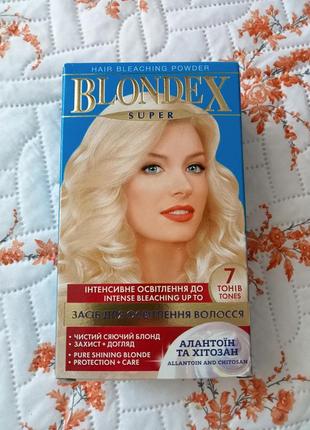 HAIR BLEACHING POWDER
BLONDEX
SUPER
ІНТЕНСИВНЕ ОСВІТЛЕННЯ ДО
INTENSE BLEACHING UP TO
7
ТОНІВ
TONES
ЗАСІБ ДЛЯ ОСВІТЛЕННЯ ВОЛОССЯ
• ЧИСТИЙ СЯЮЧИЙ БЛОНД
• ЗАХИСТ + ДОГЛЯД
• PURE SHINING BLONDE
• PROTECTION + CARE
АЛАНТОЇН
ТА ХІТОЗАН
ALLANTOIN AND CHITOSAN